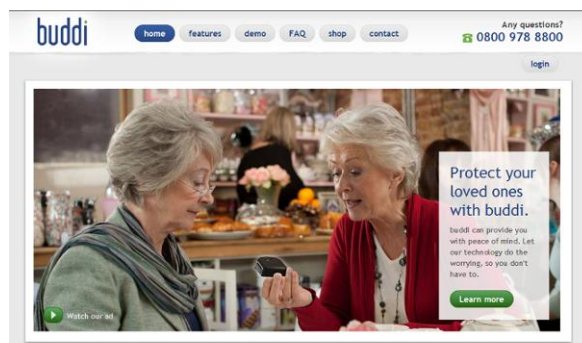 buddi
home features demo FAQ shop contact
Any questions?
0800 978 8800
login
Protect your
loved ones
with buddi.
buddi can provide you
with peace of mind. Let
our technology do the
worrying, so you don't
have to.
Learn more
Watch our ad